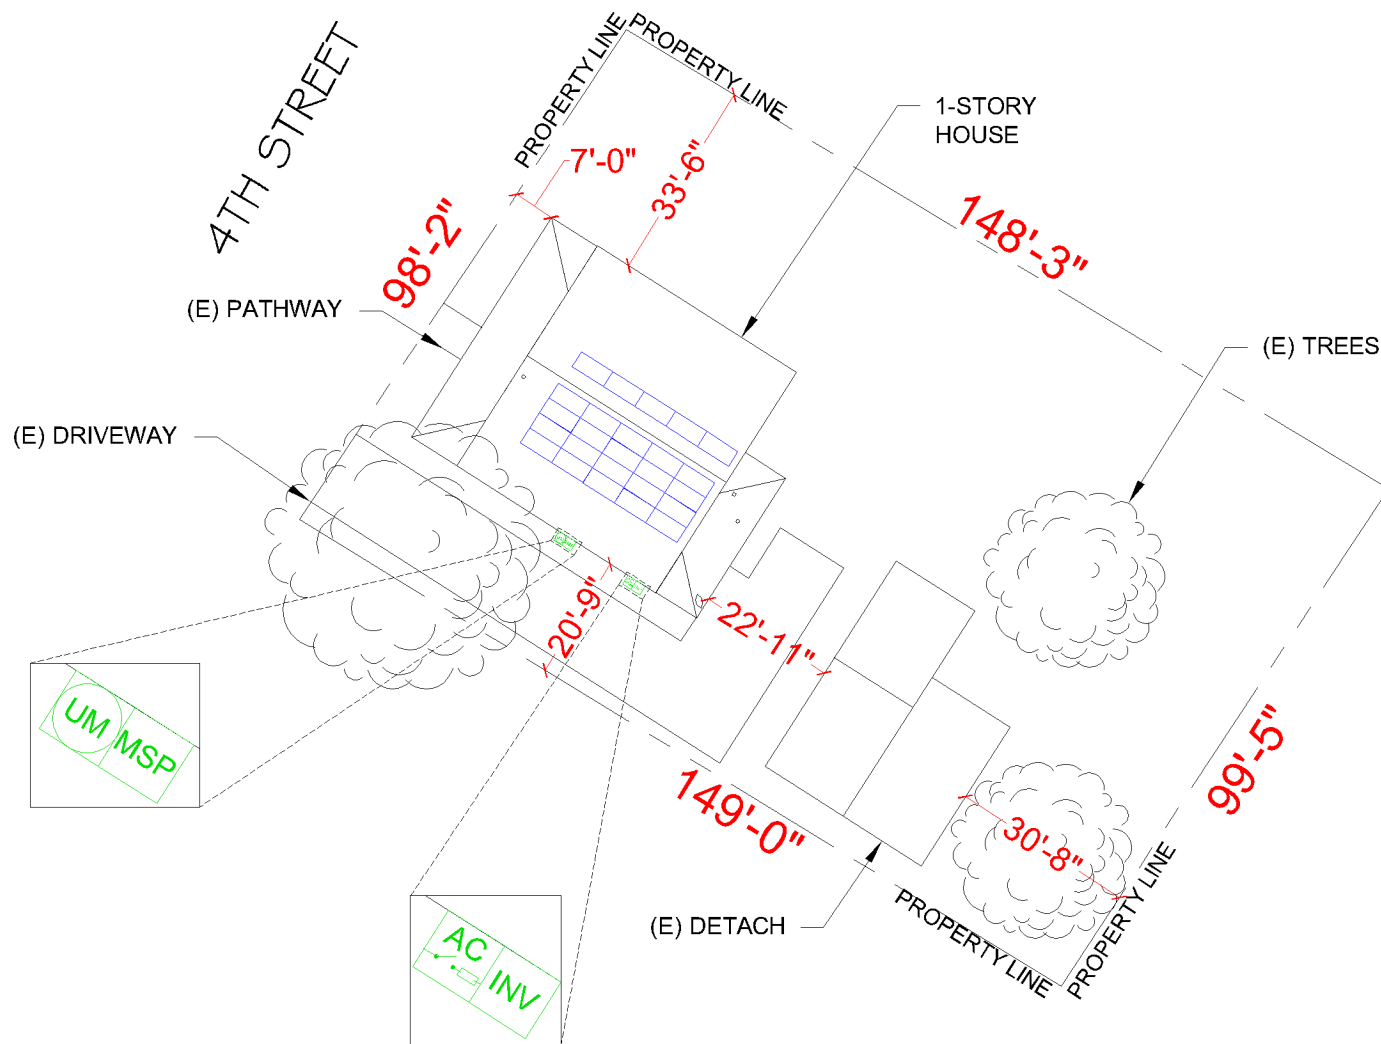 4TH STREET
PROPERTY LINE
PROPERTY LINE
1-STORY
HOUSE
7'-0"
33'-6"
98'-2"
148'-3"
(E) PATHWAY
(E) TREES
(E) DRIVEWAY
20'-9"
22'-11"
UM
MSP
149'-0"
99'-5"
30'-8"
(E) DETACH
PROPERTY LINE
PROPERTY LINE
AC
INV